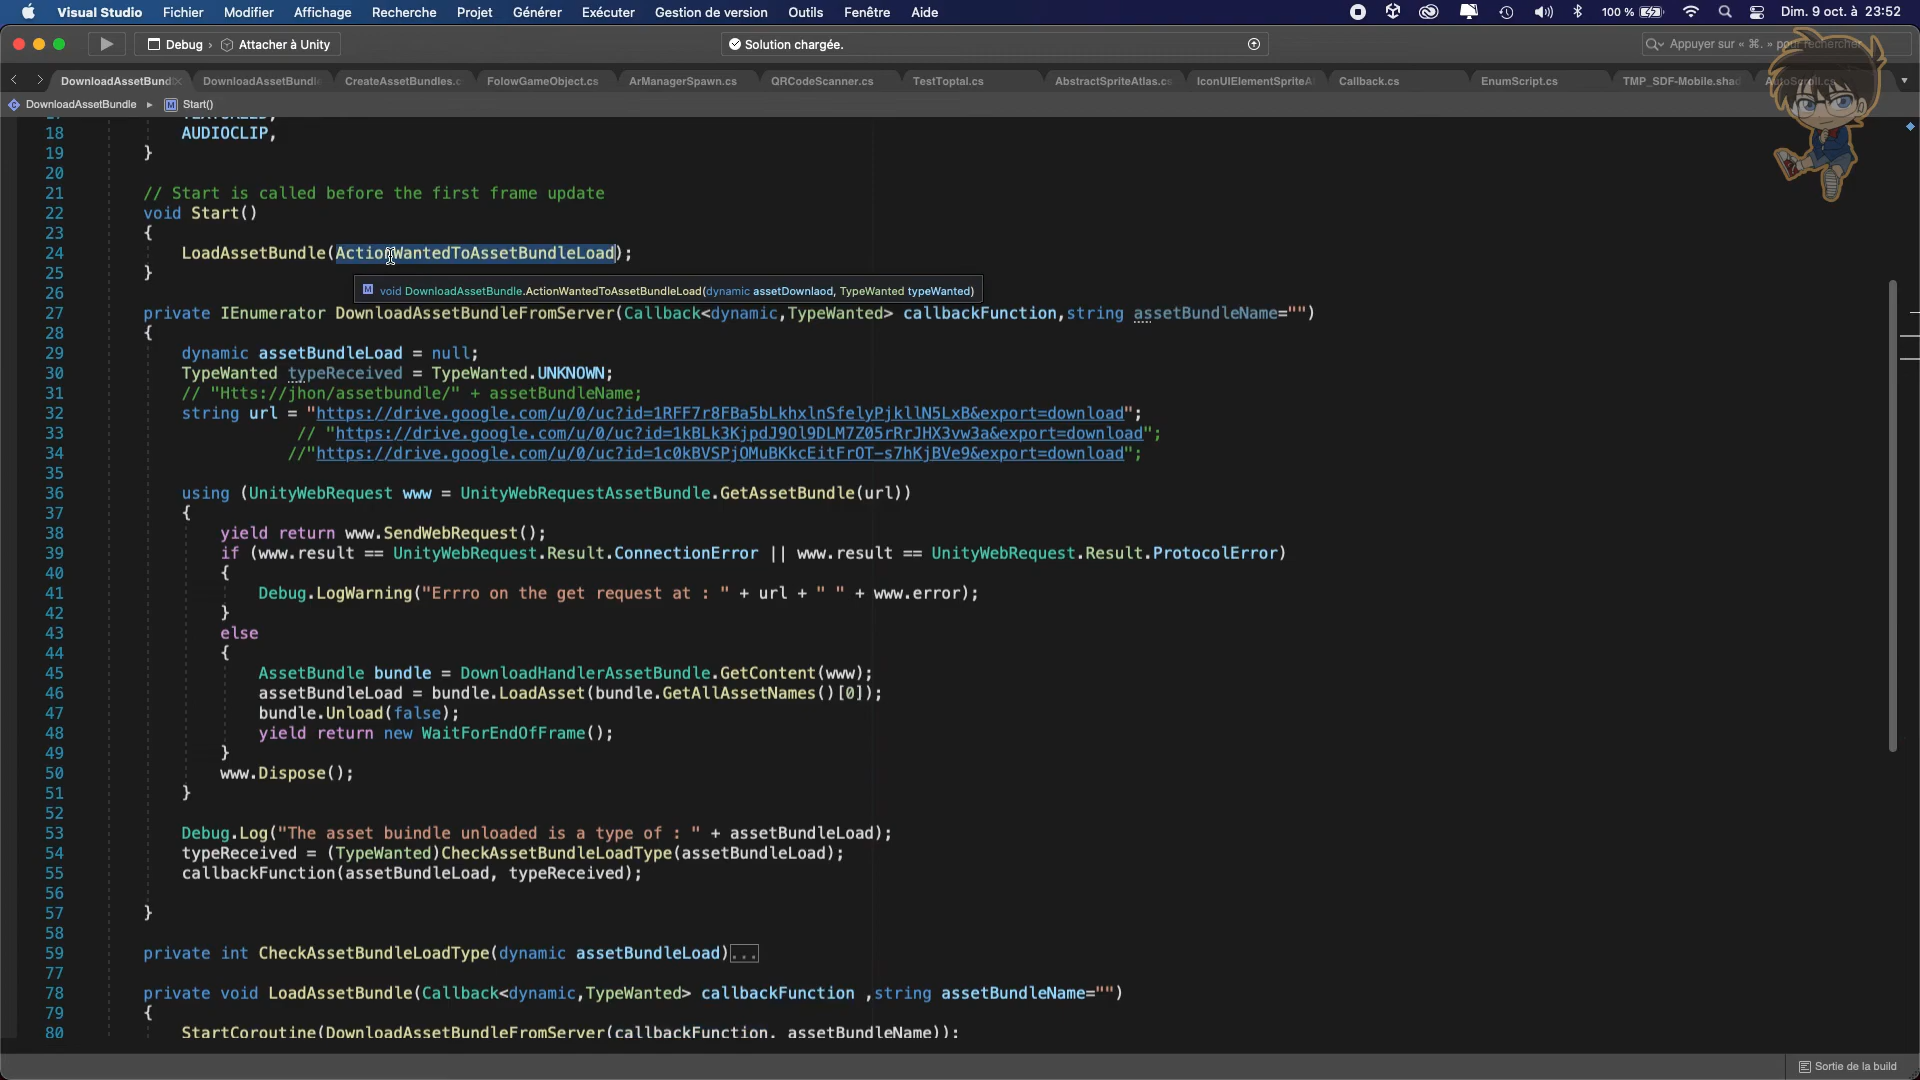 Visual Studio Fichier Modifier Affichage Recherche Projet Générer Exécuter Gestion de version Outils Fenêtre Aide 100 % Dim. 9 oct. à 23:52
Debug › Attacher à Unity Solution chargée. Appuyer sur « ⌘. » pour rechercher
DownloadAssetBund DownloadAssetBundle CreateAssetBundles.c FolowGameObject.cs ArManagerSpawn.cs QRCodeScanner.cs TestToptal.cs AbstractSpriteAtlas.cs IconUIElementSpriteA Callback.cs EnumScript.cs TMP_SDF-Mobile.shad AutoScroll.cs
DownloadAssetBundle ▸ Start()
18 AUDIOCLIP,
19 }
20
21 // Start is called before the first frame update
22 void Start()
23 {
24 LoadAssetBundle(ActionWantedToAssetBundleLoad);
25 }
26 void DownloadAssetBundle.ActionWantedToAssetBundleLoad(dynamic assetDownlaod, TypeWanted typeWanted)
27 private IEnumerator DownloadAssetBundleFromServer(Callback<dynamic,TypeWanted> callbackFunction,string assetBundleName="")
28 {
29 dynamic assetBundleLoad = null;
30 TypeWanted typeReceived = TypeWanted.UNKNOWN;
31 // "Htts://jhon/assetbundle/" + assetBundleName;
32 string url = "https://drive.google.com/u/0/uc?id=1RFF7r8FBa5bLkhxlnSfelyPjkllN5LxB&export=download";
33 // "https://drive.google.com/u/0/uc?id=1kBLk3KjpdJ9Ol9DLM7Z05rRrJHX3vw3a&export=download";
34 //"https://drive.google.com/u/0/uc?id=1c0kBVSPjOMuBKkcEitFrOT-s7hKjBVe9&export=download";
35
36 using (UnityWebRequest www = UnityWebRequestAssetBundle.GetAssetBundle(url))
37 {
38 yield return www.SendWebRequest();
39 if (www.result == UnityWebRequest.Result.ConnectionError || www.result == UnityWebRequest.Result.ProtocolError)
40 {
41 Debug.LogWarning("Errro on the get request at : " + url + " " + www.error);
42 }
43 else
44 {
45 AssetBundle bundle = DownloadHandlerAssetBundle.GetContent(www);
46 assetBundleLoad = bundle.LoadAsset(bundle.GetAllAssetNames()[0]);
47 bundle.Unload(false);
48 yield return new WaitForEndOfFrame();
49 }
50 www.Dispose();
51 }
52
53 Debug.Log("The asset buindle unloaded is a type of : " + assetBundleLoad);
54 typeReceived = (TypeWanted)CheckAssetBundleLoadType(assetBundleLoad);
55 callbackFunction(assetBundleLoad, typeReceived);
56
57 }
58
59 private int CheckAssetBundleLoadType(dynamic assetBundleLoad)...
77
78 private void LoadAssetBundle(Callback<dynamic,TypeWanted> callbackFunction ,string assetBundleName="")
79 {
80 StartCoroutine(DownloadAssetBundleFromServer(callbackFunction, assetBundleName));
Sortie de la build